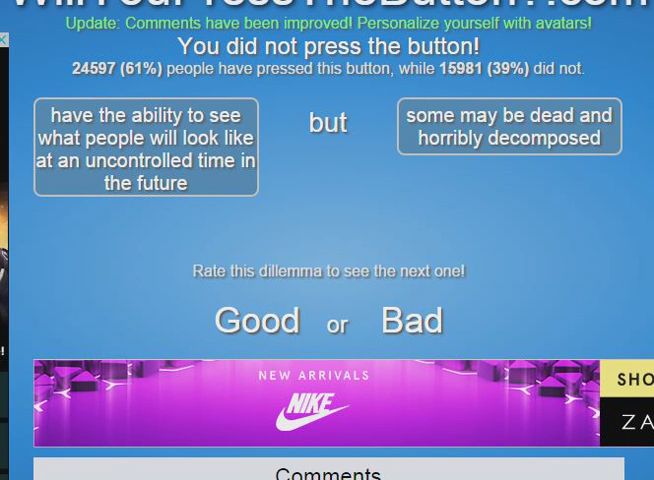 Update: Comments have been improved! Personalize yourself with avatars!
You did not press the button!
24597 (61%) people have pressed this button, while 15981 (39%) did not.
have the ability to see
what people will look like
at an uncontrolled time in
the future
but
some may be dead and
horribly decomposed
Rate this dillemma to see the next one!
Good or Bad
NEW ARRIVALS
NIKE
SHO
ZA
Comments